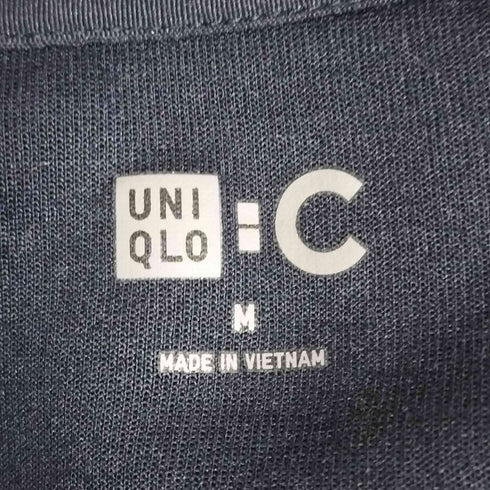 UNI
QLO : C
M
MADE IN VIETNAM